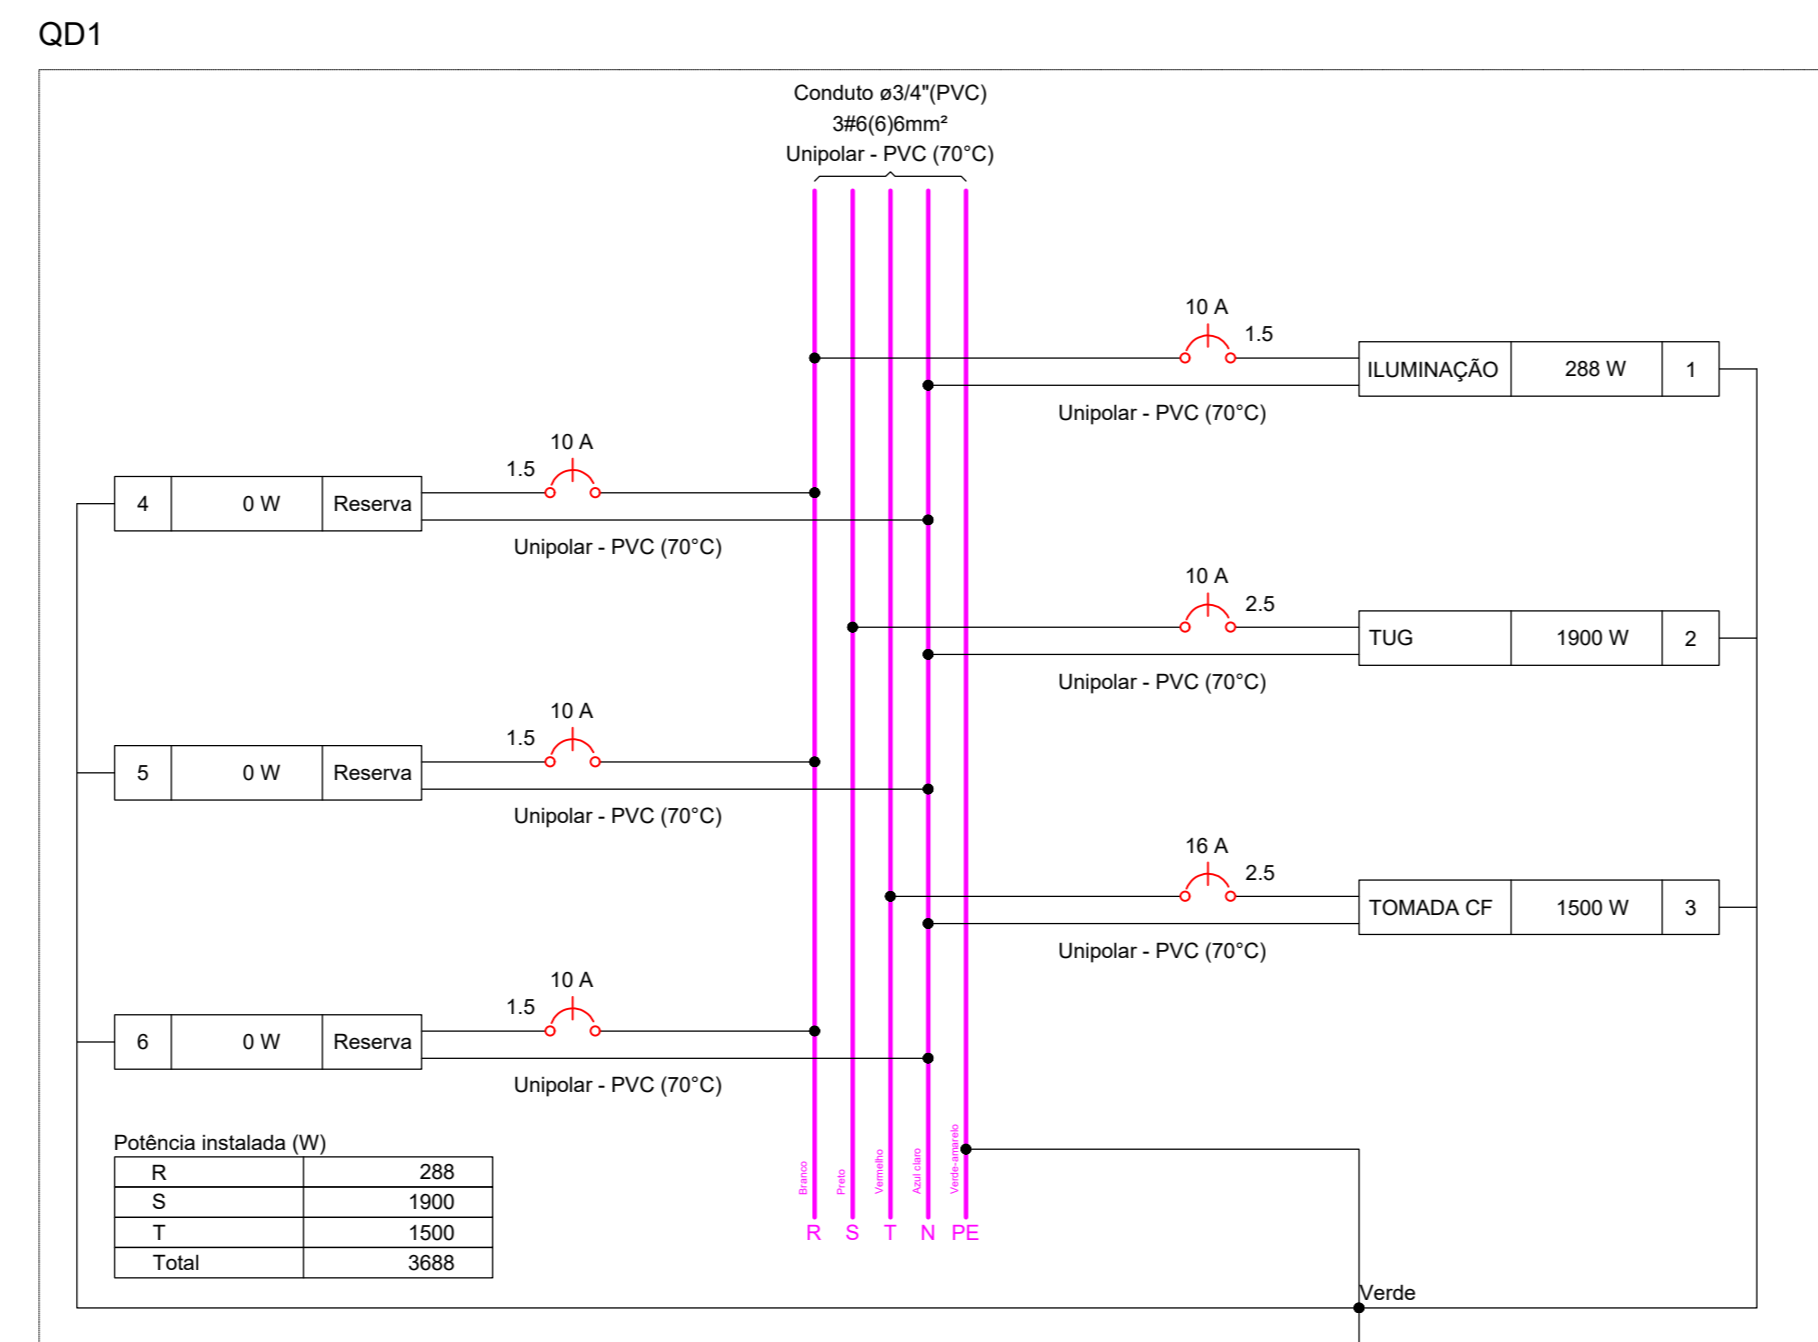 QD1
Conduto ø3/4"(PVC)
3#6(6)6mm²
Unipolar - PVC (70°C)
10 A
1.5
ILUMINAÇÃO 288 W 1
Unipolar - PVC (70°C)
10 A
1.5
4 0 W Reserva
Unipolar - PVC (70°C)
10 A
2.5
TUG 1900 W 2
Unipolar - PVC (70°C)
10 A
1.5
5 0 W Reserva
Unipolar - PVC (70°C)
16 A
2.5
TOMADA CF 1500 W 3
Unipolar - PVC (70°C)
10 A
1.5
6 0 W Reserva
Unipolar - PVC (70°C)
Potência instalada (W)
R 288
S 1900
T 1500
Total 3688
Branco
Preto
Vermelho
Azul claro
Verde-amarelo
R S T N PE
Verde